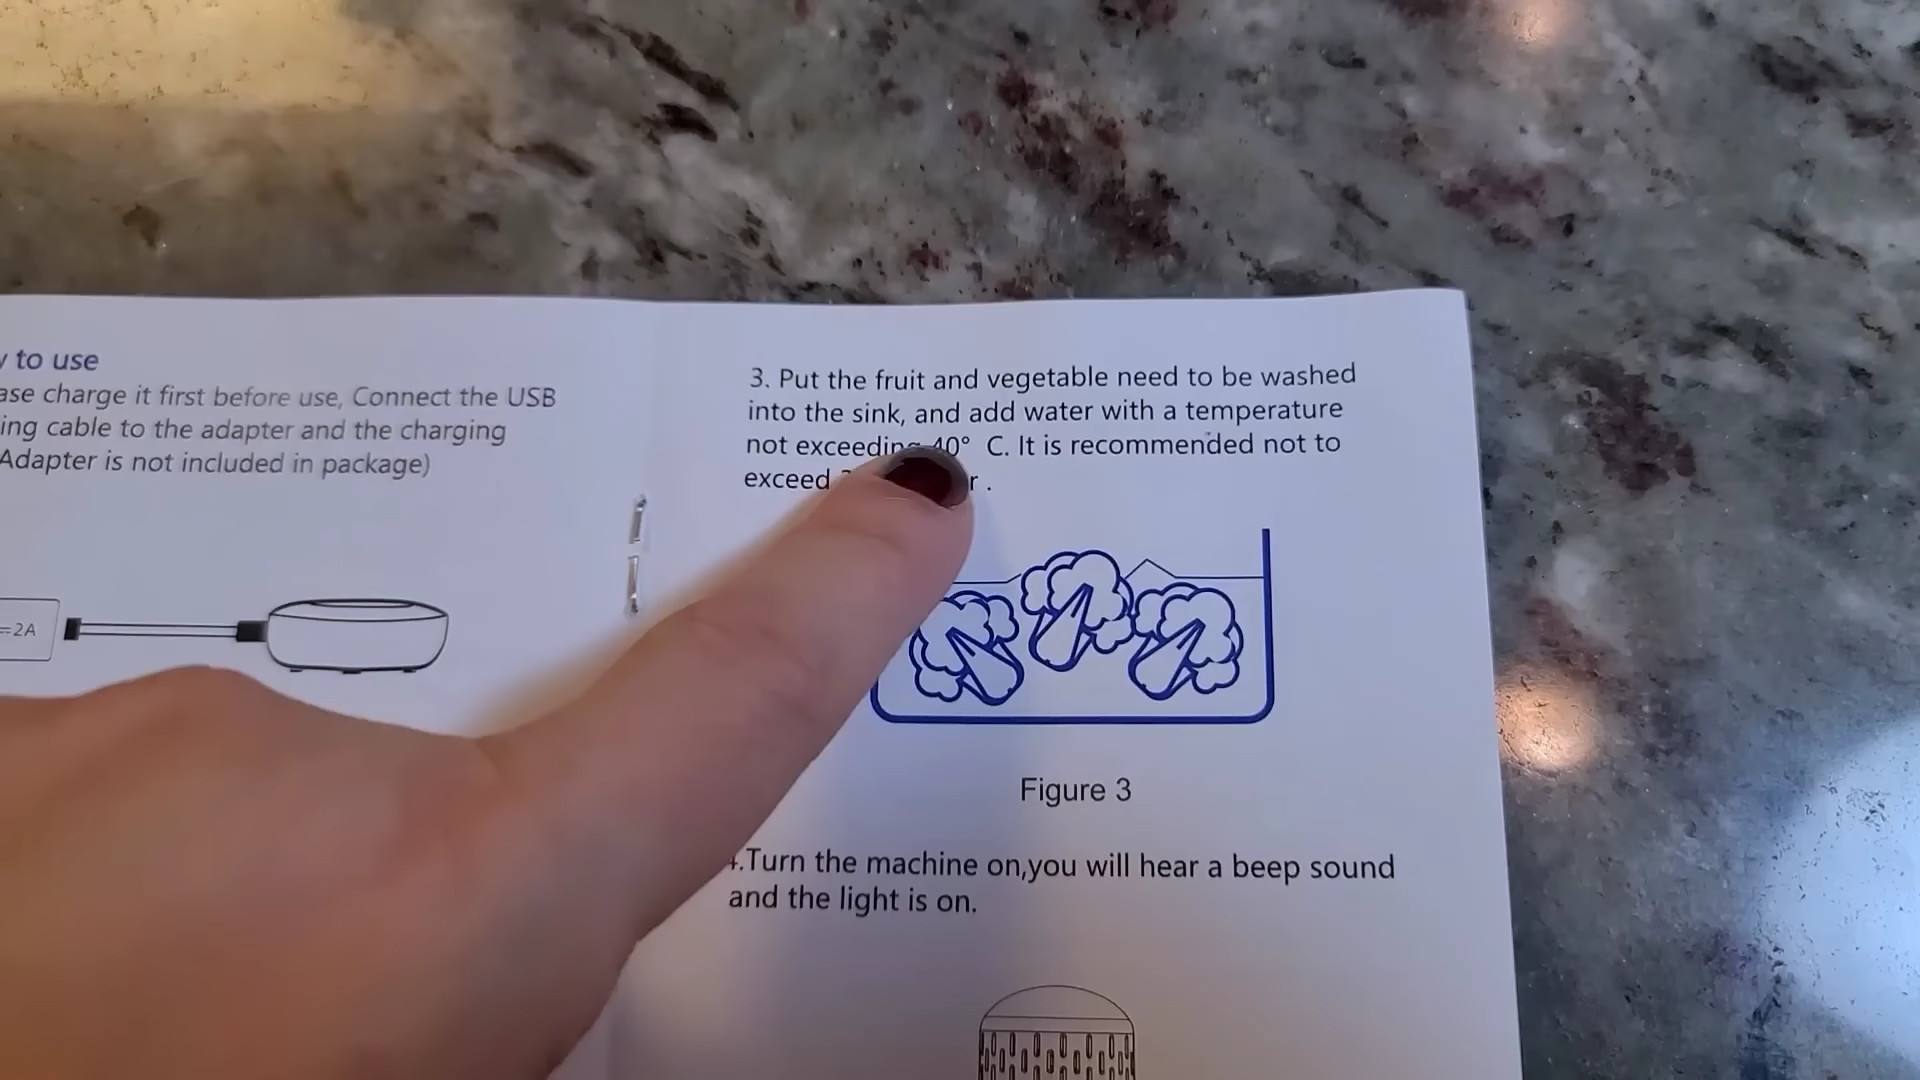 to use
ase charge it first before use, Connect the USB
ing cable to the adapter and the charging
Adapter is not included in package)
=2A
3. Put the fruit and vegetable need to be washed
into the sink, and add water with a temperature
not exceeding 40° C. It is recommended not to
exceed
Figure 3
.Turn the machine on,you will hear a beep sound
and the light is on.